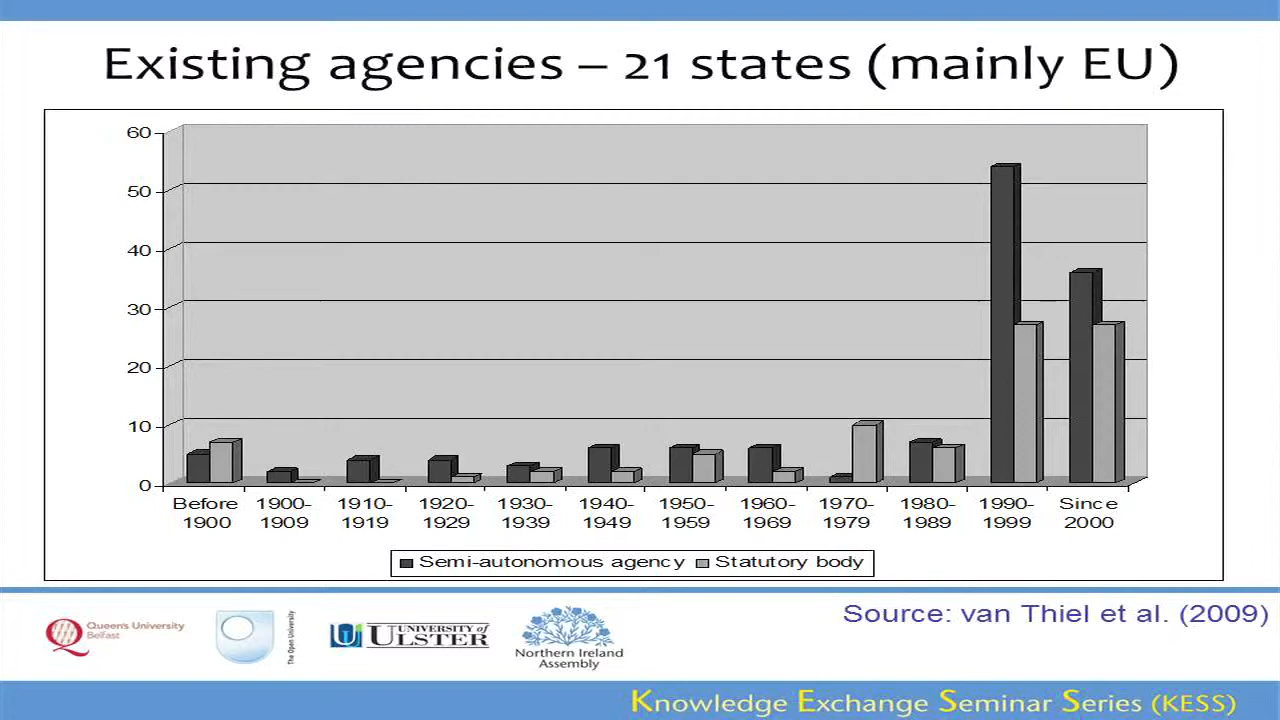 Existing agencies – 21 states (mainly EU)
60
50
40
30
20
10
0
Before 1900
1900-1909
1910-1919
1920-1929
1930-1939
1940-1949
1950-1959
1960-1969
1970-1979
1980-1989
1990-1999
Since 2000
Semi-autonomous agency Statutory body
Source: van Thiel et al. (2009)
Queen's University
Belfast
The Open University
UNIVERSITY of
ULSTER
Northern Ireland
Assembly
Knowledge Exchange Seminar Series (KESS)